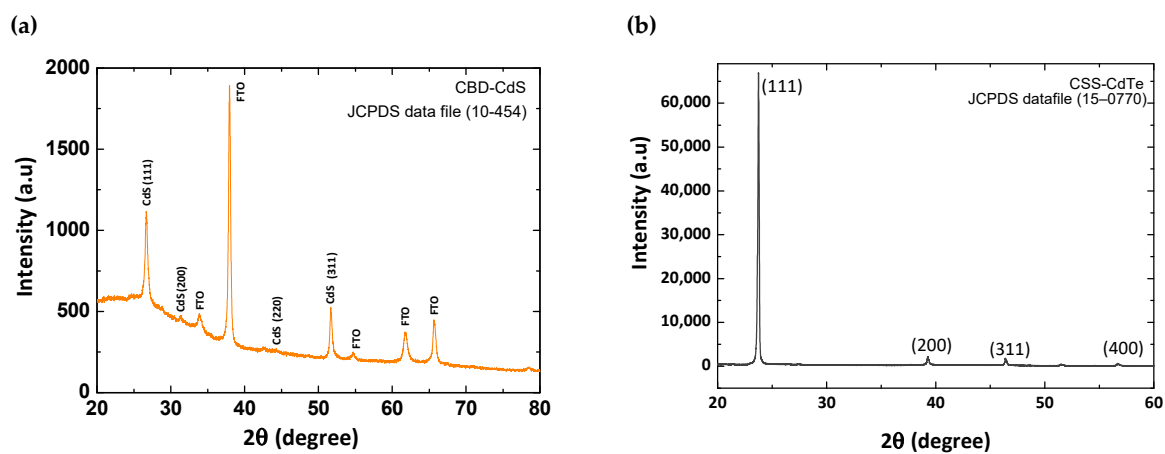 (a)
CBD-CdS
JCPDS data file (10-454)
2000
1500
1000
500
0
Intensity (a.u)
CdS (111)
CdS (200)
FTO
FTO
CdS (220)
CdS (311)
FTO
FTO
FTO
20 30 40 50 60 70 80
2θ (degree)
(b)
CSS-CdTe
JCPDS datafile (15–0770)
60,000
50,000
40,000
30,000
20,000
10,000
0
Intensity (a.u)
(111)
(200)
(311)
(400)
20 30 40 50 60
2θ (degree)